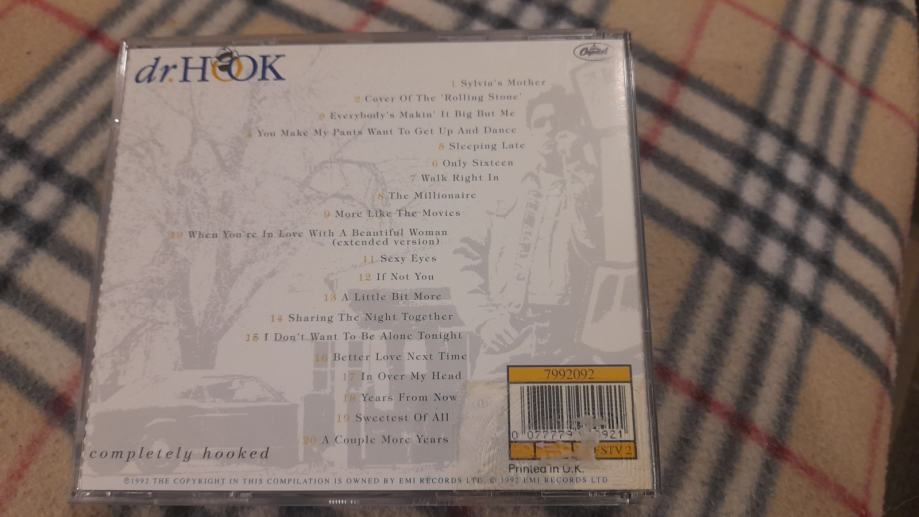 dr. HOOK
Capitol
1 Sylvia's Mother
2 Cover Of The 'Rolling Stone'
3 Everybody's Makin' It Big But Me
4 You Make My Pants Want To Get Up And Dance
5 Sleeping Late
6 Only Sixteen
7 Walk Right In
8 The Millionaire
9 More Like The Movies
10 When You're In Love With A Beautiful Woman
(extended version)
11 Sexy Eyes
12 If Not You
13 A Little Bit More
14 Sharing The Night Together
15 I Don't Want To Be Alone Tonight
16 Better Love Next Time
17 In Over My Head
18 Years From Now
19 Sweetest Of All
20 A Couple More Years
completely hooked
7992092
0 077779 921
STV 2
Printed in U.K.
©1992 THE COPYRIGHT IN THIS COMPILATION IS OWNED BY EMI RECORDS LTD. © 1992 EMI RECORDS LTD